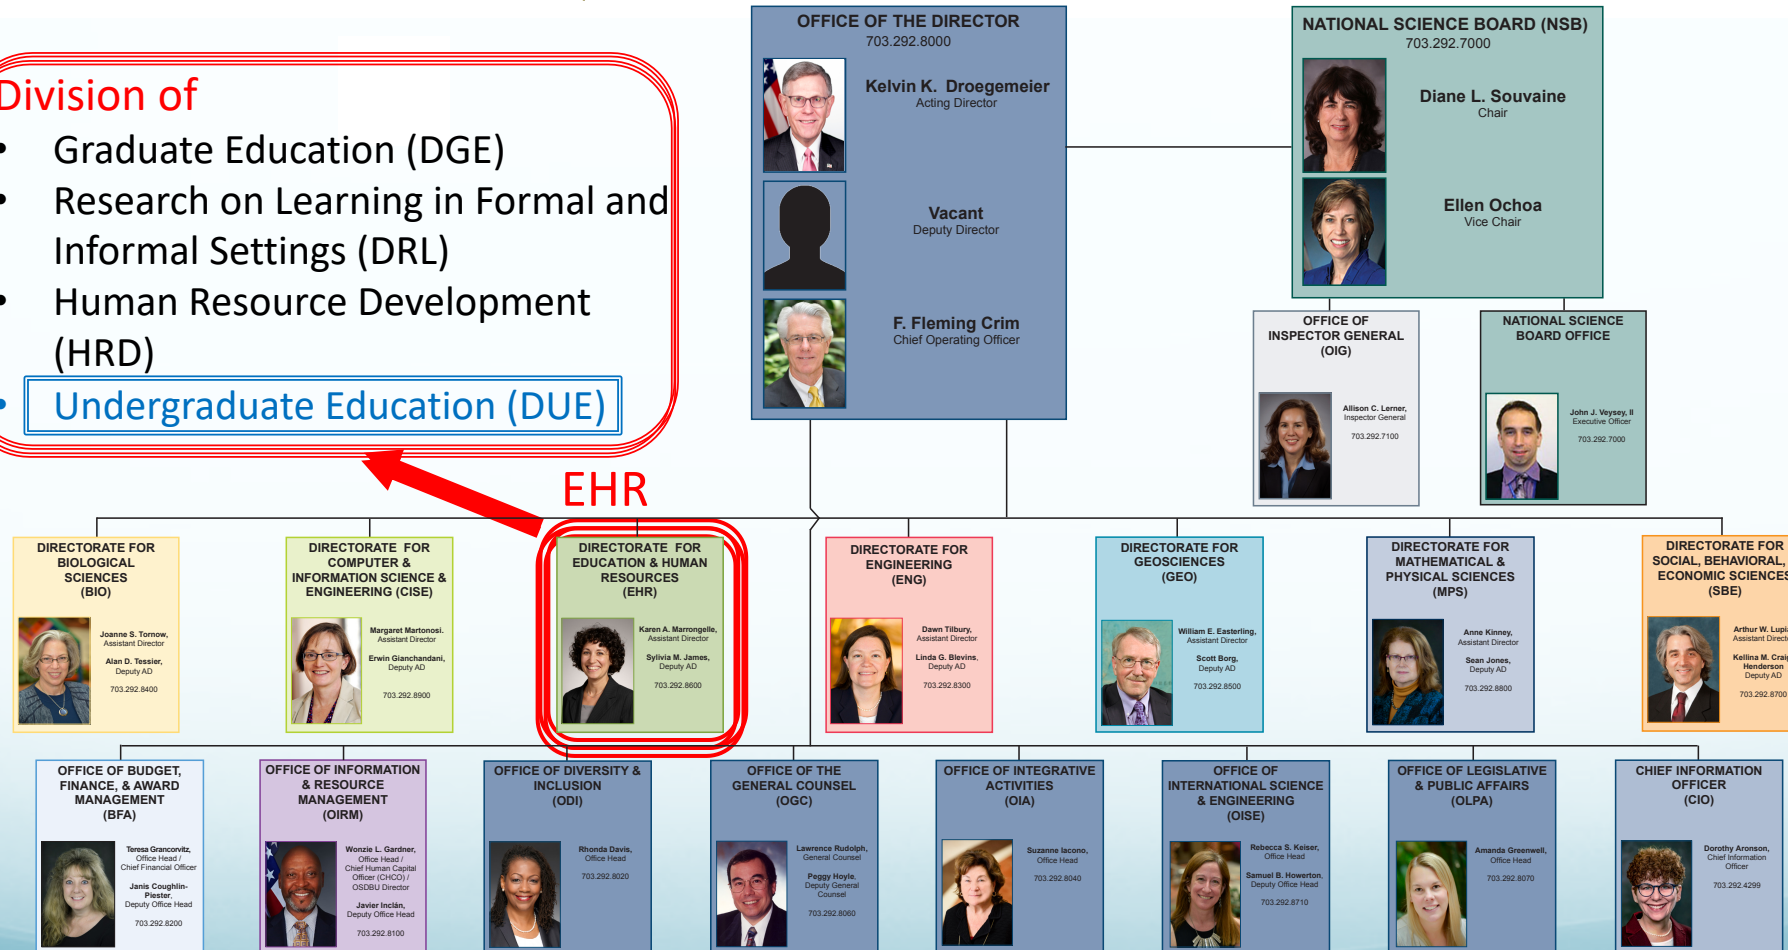 OFFICE OF THE DIRECTOR
703.292.8000
Kelvin K. Droegemeier
Acting Director
Vacant
Deputy Director
F. Fleming Crim
Chief Operating Officer
NATIONAL SCIENCE BOARD (NSB)
703.292.7000
Diane L. Souvaine
Chair
Ellen Ochoa
Vice Chair
OFFICE OF
INSPECTOR GENERAL
(OIG)
Allison C. Lerner,
Inspector General
703.292.7100
NATIONAL SCIENCE
BOARD OFFICE
John J. Veysey, II
Executive Officer
703.292.7000
Division of
• Graduate Education (DGE)
• Research on Learning in Formal and
Informal Settings (DRL)
• Human Resource Development
(HRD)
• Undergraduate Education (DUE)
EHR
DIRECTORATE FOR
BIOLOGICAL
SCIENCES
(BIO)
Joanne S. Tornow,
Assistant Director
Alan D. Tessier,
Deputy AD
703.292.8400
DIRECTORATE FOR
COMPUTER &
INFORMATION SCIENCE &
ENGINEERING (CISE)
Margaret Martonosi.
Assistant Director
Erwin Gianchandani,
Deputy AD
703.292.8900
DIRECTORATE FOR
EDUCATION & HUMAN
RESOURCES
(EHR)
Karen A. Marrongelle,
Assistant Director
Sylivia M. James,
Deputy AD
703.292.8600
DIRECTORATE FOR
ENGINEERING
(ENG)
Dawn Tilbury,
Assistant Director
Linda G. Blevins,
Deputy AD
703.292.8300
DIRECTORATE FOR
GEOSCIENCES
(GEO)
William E. Easterling,
Assistant Director
Scott Borg,
Deputy AD
703.292.8500
DIRECTORATE FOR
MATHEMATICAL &
PHYSICAL SCIENCES
(MPS)
Anne Kinney,
Assistant Director
Sean Jones,
Deputy AD
703.292.8800
DIRECTORATE FOR
SOCIAL, BEHAVIORAL,
ECONOMIC SCIENCES
(SBE)
Arthur W. Lupia
Assistant Direct
Kellina M. Craig
Henderson
Deputy AD
703.292.8700
OFFICE OF BUDGET,
FINANCE, & AWARD
MANAGEMENT
(BFA)
Teresa Grancorvitz,
Office Head /
Chief Financial Officer
Janis Coughlin-
Piester,
Deputy Office Head
703.292.8200
OFFICE OF INFORMATION
& RESOURCE
MANAGEMENT
(OIRM)
Wonzie L. Gardner,
Office Head /
Chief Human Capital
Officer (CHCO) /
OSDBU Director
Javier Inclán,
Deputy Office Head
703.292.8100
OFFICE OF DIVERSITY &
INCLUSION
(ODI)
Rhonda Davis,
Office Head
703.292.8020
OFFICE OF THE
GENERAL COUNSEL
(OGC)
Lawrence Rudolph,
General Counsel
Peggy Hoyle,
Deputy General
Counsel
703.292.8060
OFFICE OF INTEGRATIVE
ACTIVITIES
(OIA)
Suzanne Iacono,
Office Head
703.292.8040
OFFICE OF
INTERNATIONAL SCIENCE
& ENGINEERING
(OISE)
Rebecca S. Keiser,
Office Head
Samuel B. Howerton,
Deputy Office Head
703.292.8710
OFFICE OF LEGISLATIVE
& PUBLIC AFFAIRS
(OLPA)
Amanda Greenwell,
Office Head
703.292.8070
CHIEF INFORMATION
OFFICER
(CIO)
Dorothy Aronson,
Chief Information
Officer
703.292.4299